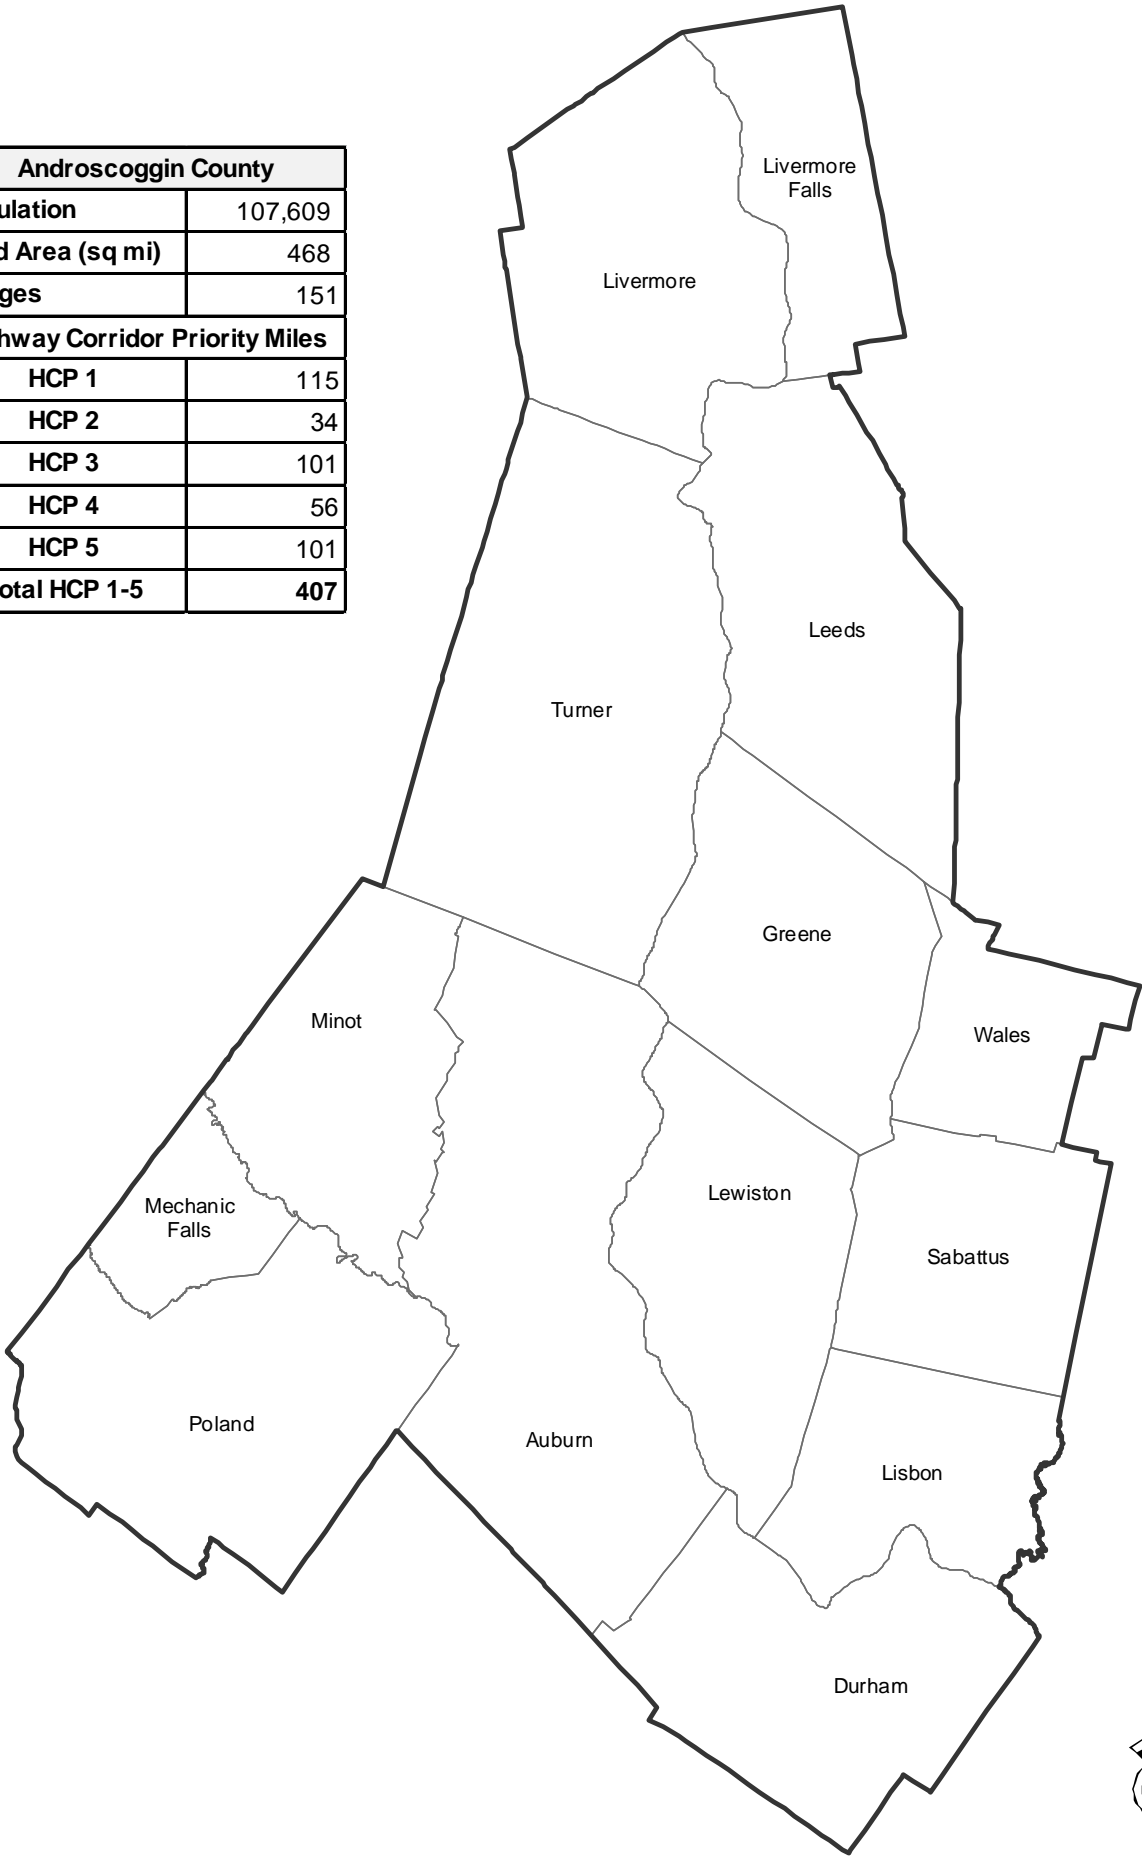 Androscoggin County
ulation 107,609
d Area (sq mi) 468
ges 151
hway Corridor Priority Miles
HCP 1 115
HCP 2 34
HCP 3 101
HCP 4 56
HCP 5 101
otal HCP 1-5 407
Livermore
Falls
Livermore
Leeds
Turner
Greene
Minot
Wales
Lewiston
Mechanic
Falls
Sabattus
Poland
Auburn
Lisbon
Durham